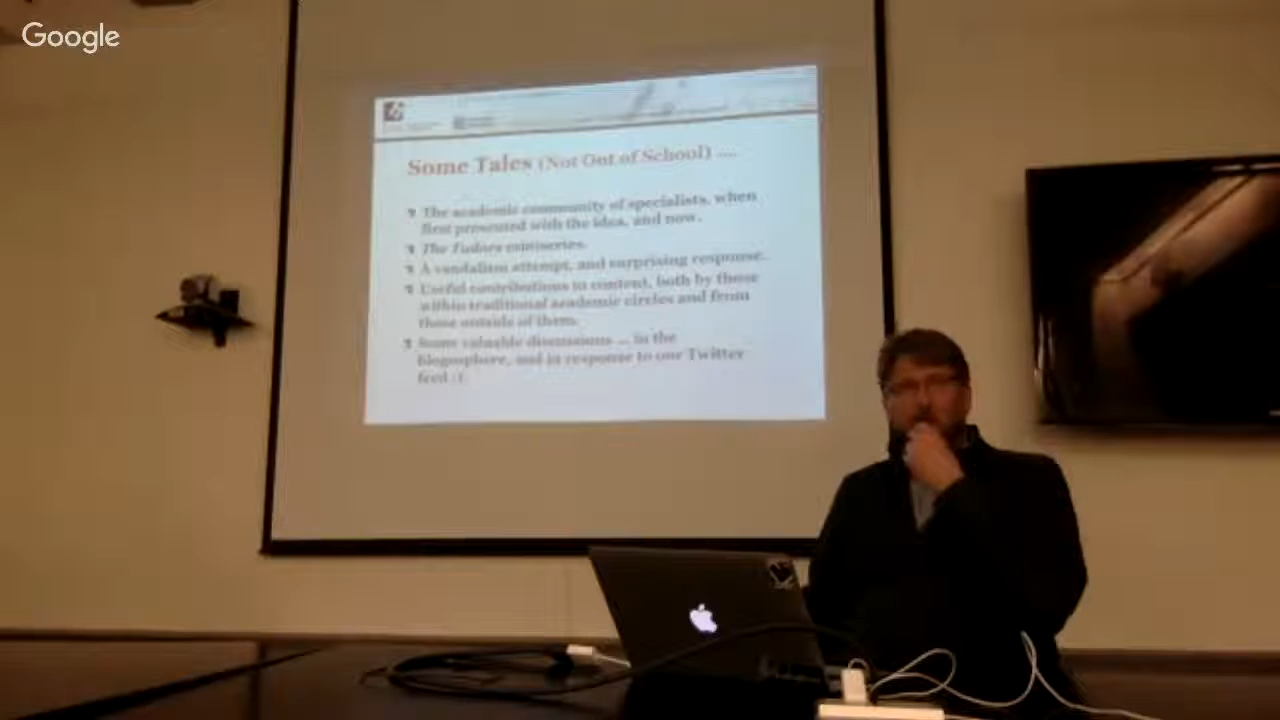 Google
Some Tales (Not Out of School) ....
The academic community of specialists, when
first presented with the idea, and now.
The Tudors miniseries.
A vandalism attempt, and surprising response.
Useful contributions to content, both by those
within traditional academic circles and from
those outside of them.
Some valuable discussions ... in the
blogosphere, and in response to our Twitter
feed :).